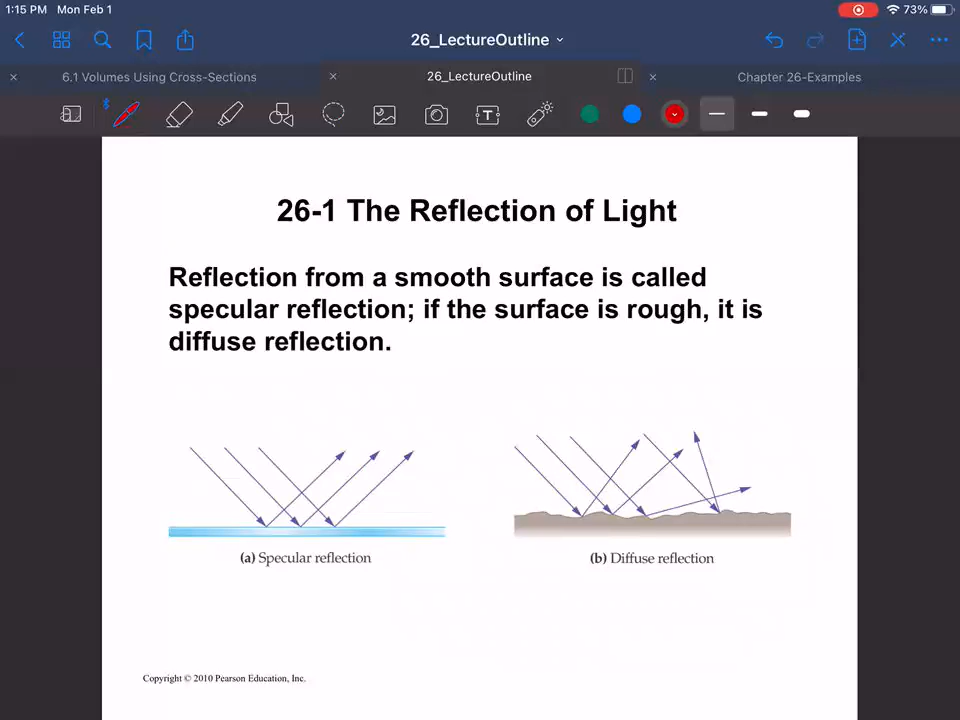 1:15 PM Mon Feb 1
73%
26_LectureOutline
6.1 Volumes Using Cross-Sections
26_LectureOutline
Chapter 26-Examples
T
26-1 The Reflection of Light
Reflection from a smooth surface is called
specular reflection; if the surface is rough, it is
diffuse reflection.
(a) Specular reflection
(b) Diffuse reflection
Copyright © 2010 Pearson Education, Inc.